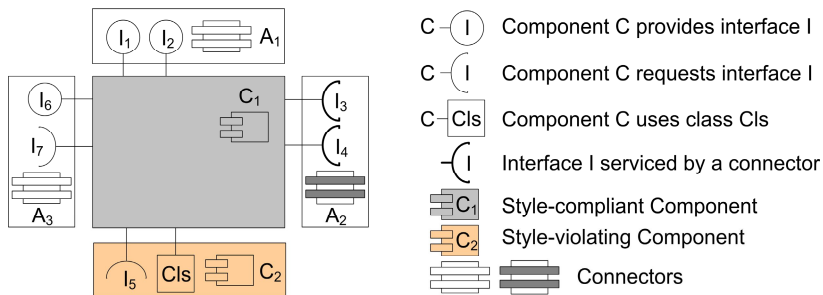 I1 I2 A1
I6
I7
A3
C1
I3
I4
A2
I5 Cls C2
C I Component C provides interface I
C I Component C requests interface I
C Cls Component C uses class Cls
I Interface I serviced by a connector
C1 Style-compliant Component
C2 Style-violating Component
Connectors